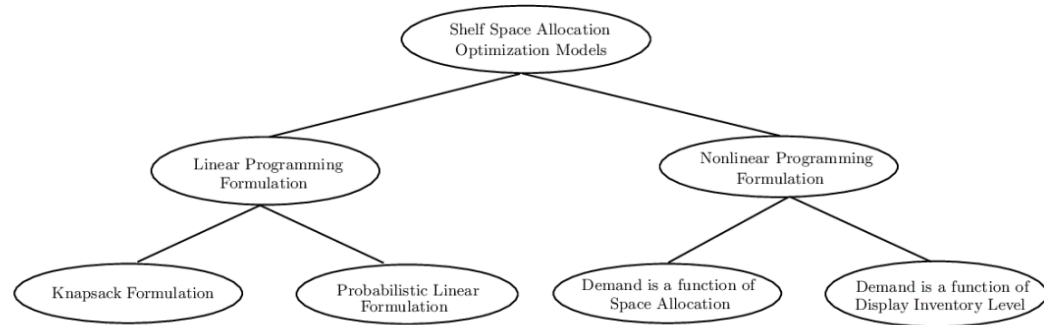 Shelf Space Allocation
Optimization Models
Linear Programming
Formulation
Nonlinear Programming
Formulation
Knapsack Formulation
Probabilistic Linear
Formulation
Demand is a function of
Space Allocation
Demand is a function of
Display Inventory Level